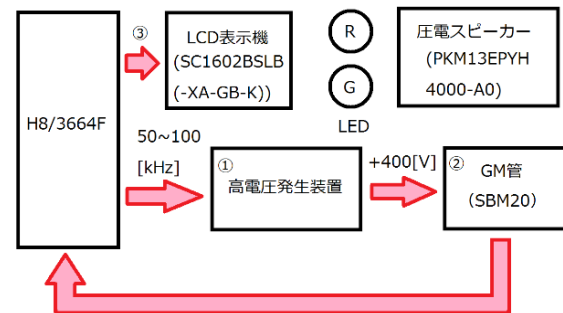 ③
LCD表示機
(SC1602BSLB
(-XA-GB-K))
R
G
LED
圧電スピーカー
(PKM13EPYH
4000-A0)
H8/3664F
50~100
[kHz]
①
高電圧発生装置
+400[V]
②
GM管
(SBM20)